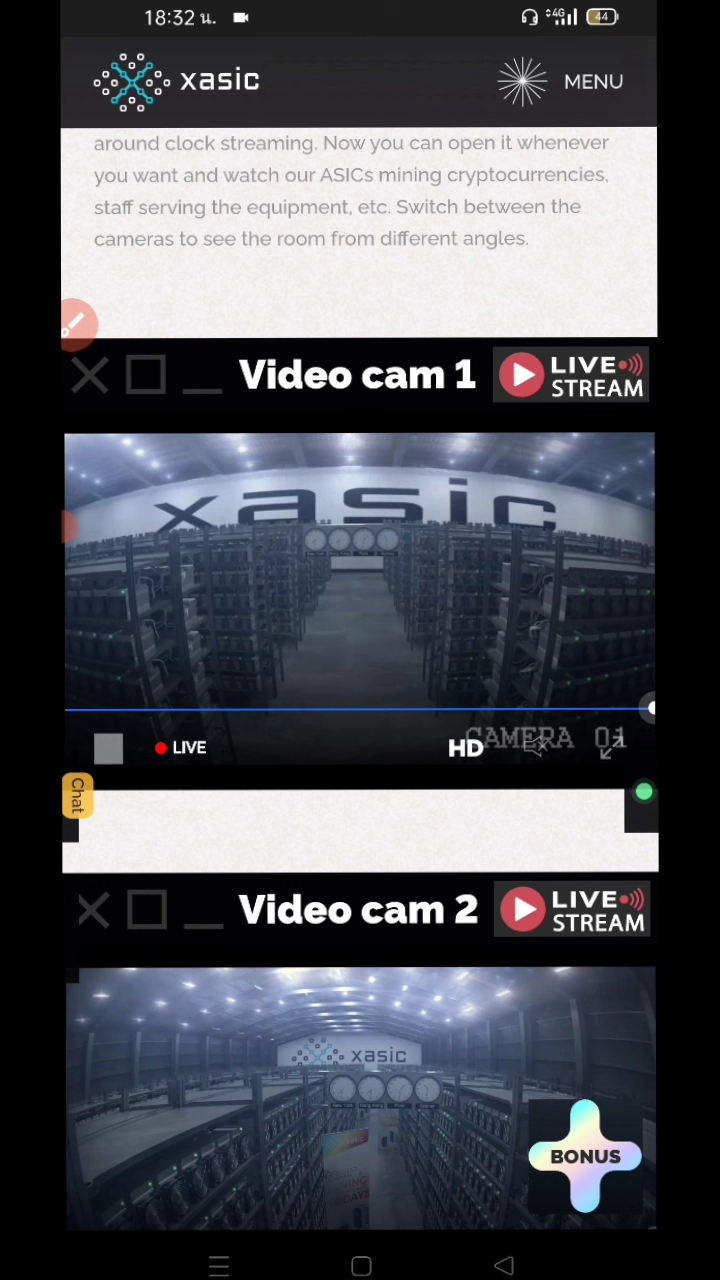 18:32 น.
4G
44
xasic
MENU
around clock streaming. Now you can open it whenever
you want and watch our ASICs mining cryptocurrencies,
staff serving the equipment, etc. Switch between the
cameras to see the room from different angles.
Video cam 1
LIVE
STREAM
xasic
LIVE
HD
CAMERA 01
Chat
Video cam 2
LIVE
STREAM
xasic
BONUS